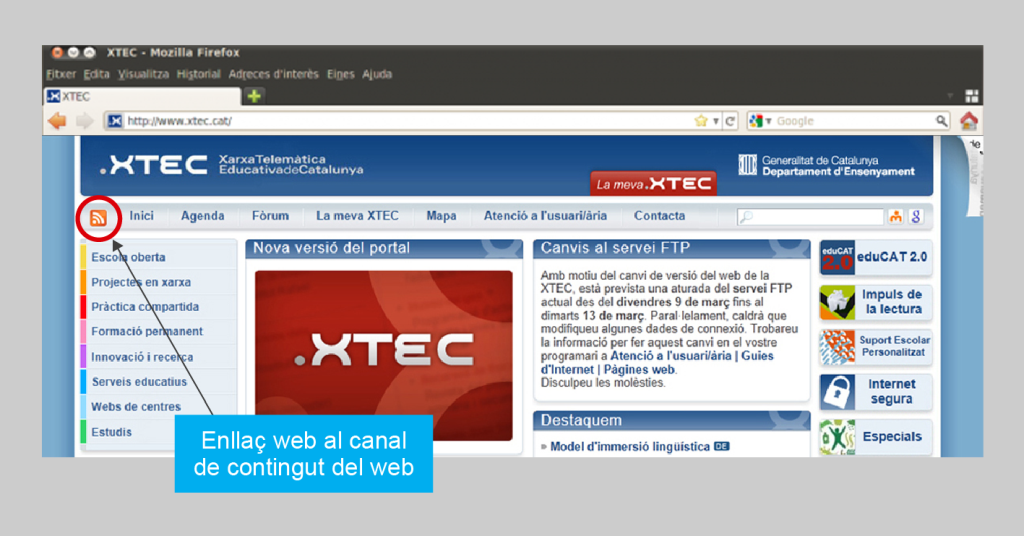 XTEC - Mozilla Firefox
Fitxer Edita Visualitza Historial Adreces d'interès Eines Ajuda
XTEC
http://www.xtec.cat/
Google
.XTEC
XarxaTelemàtica
EducativadeCatalunya
La meva .XTEC
Generalitat de Catalunya
Departament d'Ensenyament
Inici Agenda Fòrum La meva XTEC Mapa Atenció a l'usuari/ària Contacta
Escola oberta
Projectes en xarxa
Pràctica compartida
Formació permanent
Innovació i recerca
Serveis educatius
Webs de centres
Estudis
Nova versió del portal
.XTEC
Canvis al servei FTP
Amb motiu del canvi de versió del web de la
XTEC, està prevista una aturada del servei FTP
actual des del divendres 9 de març fins al
dimarts 13 de març. Paral·lelament, caldrà que
modifiqueu algunes dades de connexió. Trobareu
la informació per fer aquest canvi en el vostre
programari a Atenció a l'usuari/ària | Guies
d'Internet | Pàgines web.
Disculpeu les molèsties.
Destaquem
» Model d'immersió lingüística DE
eduCAT
2.0
eduCAT 2.0
Impuls de
la lectura
Suport Escolar
Personalitzat
Internet
segura
Especials
Enllaç web al canal
de contingut del web